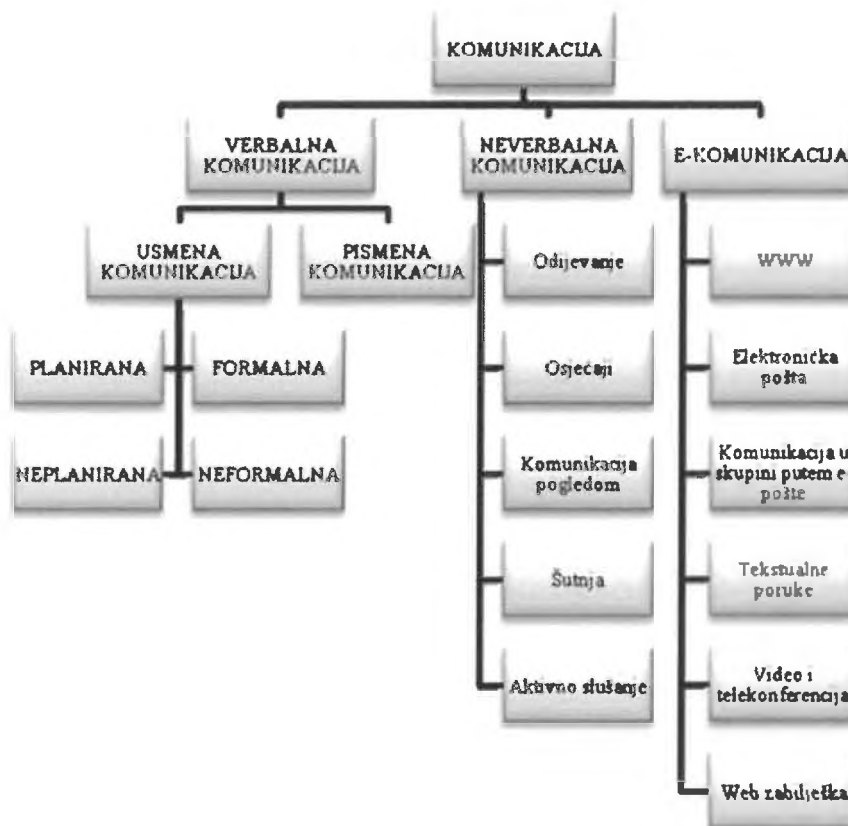 KOMUNIKACIJA
VERBALNA
KOMUNIKACIJA
NEVERBALNA
KOMUNIKACIJA
E-KOMUNIKACIJA
USMENA
KOMUNIKACIJA
PISMENA
KOMUNIKACIJA
PLANIRANA
FORMALNA
NEPLANIRANA
NEFORMALNA
Odijevanje
Osjećaji
Komunikacija
pogledom
Šutnja
Aktivno slušanje
WWW
Elektronička
pošta
Komunikacija u
skupini putem e-
pošte
Tekstualne
poruke
Video i
telekonferencija
Web zabilješka